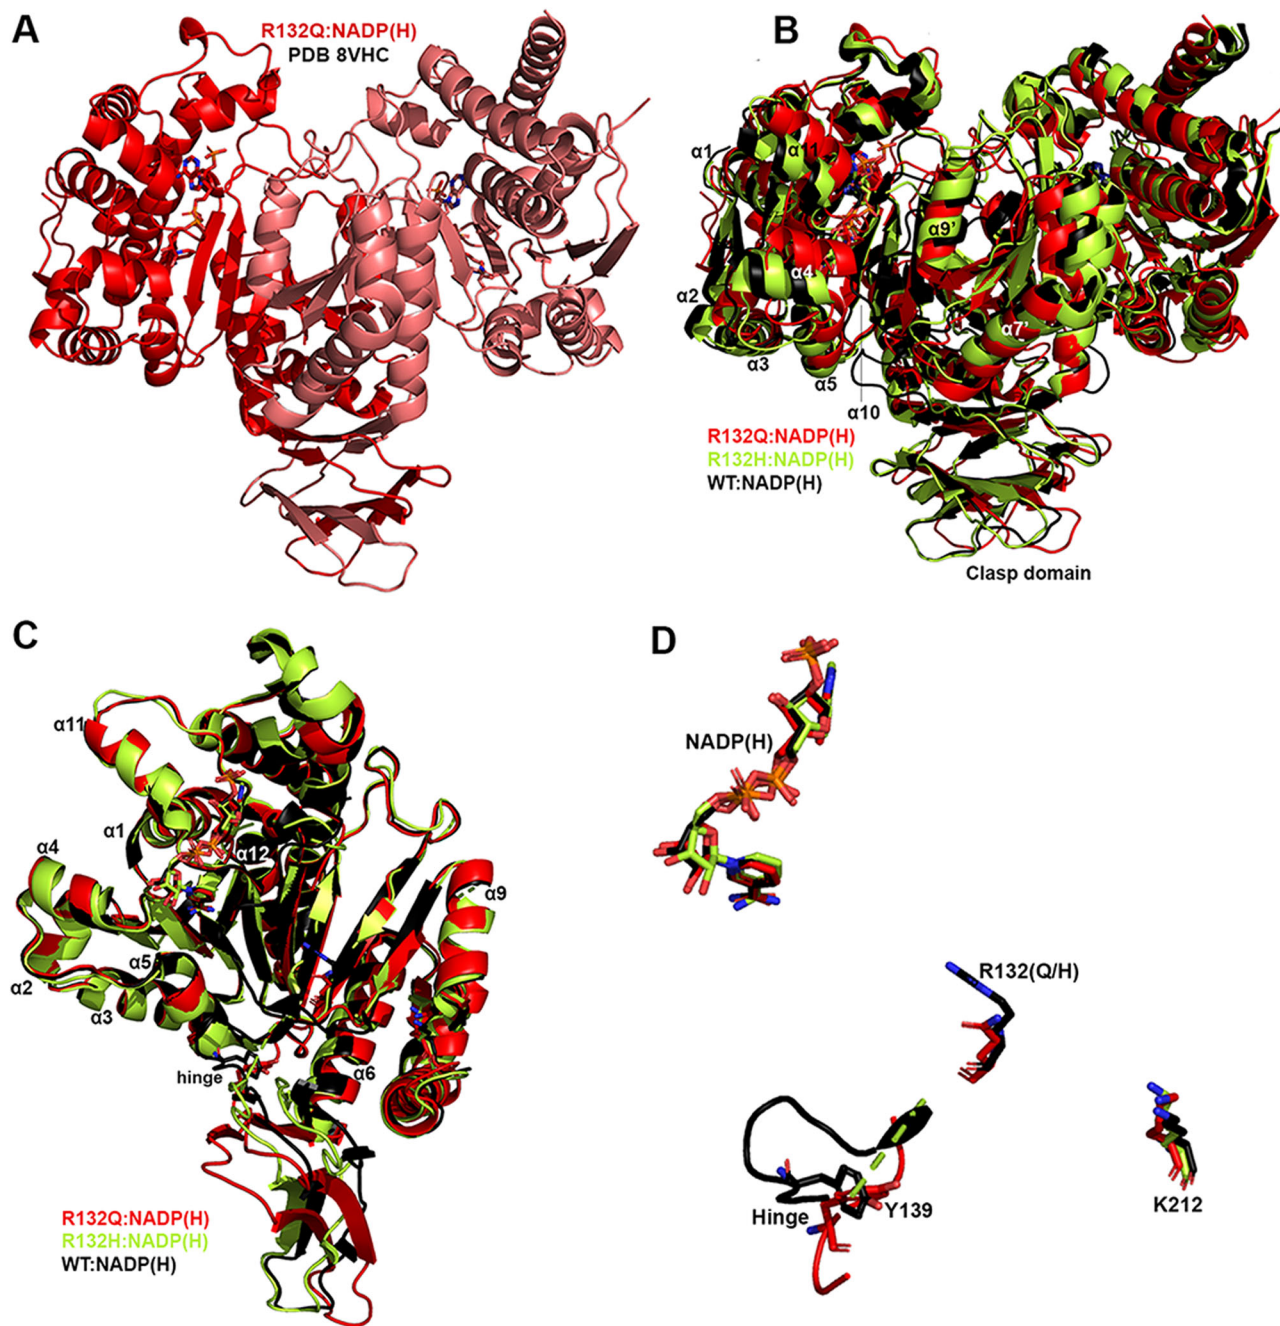 A
R132Q:NADP(H)
PDB 8VHC
B
α1
α11
α9'
α4
α2
α7'
α3
α5
α10
R132Q:NADP(H)
R132H:NADP(H)
WT:NADP(H)
Clasp domain
C
α11
α1
α12
α4
α9
α5
α2
α3
hinge
α6
R132Q:NADP(H)
R132H:NADP(H)
WT:NADP(H)
D
NADP(H)
R132(Q/H)
Hinge
Y139
K212